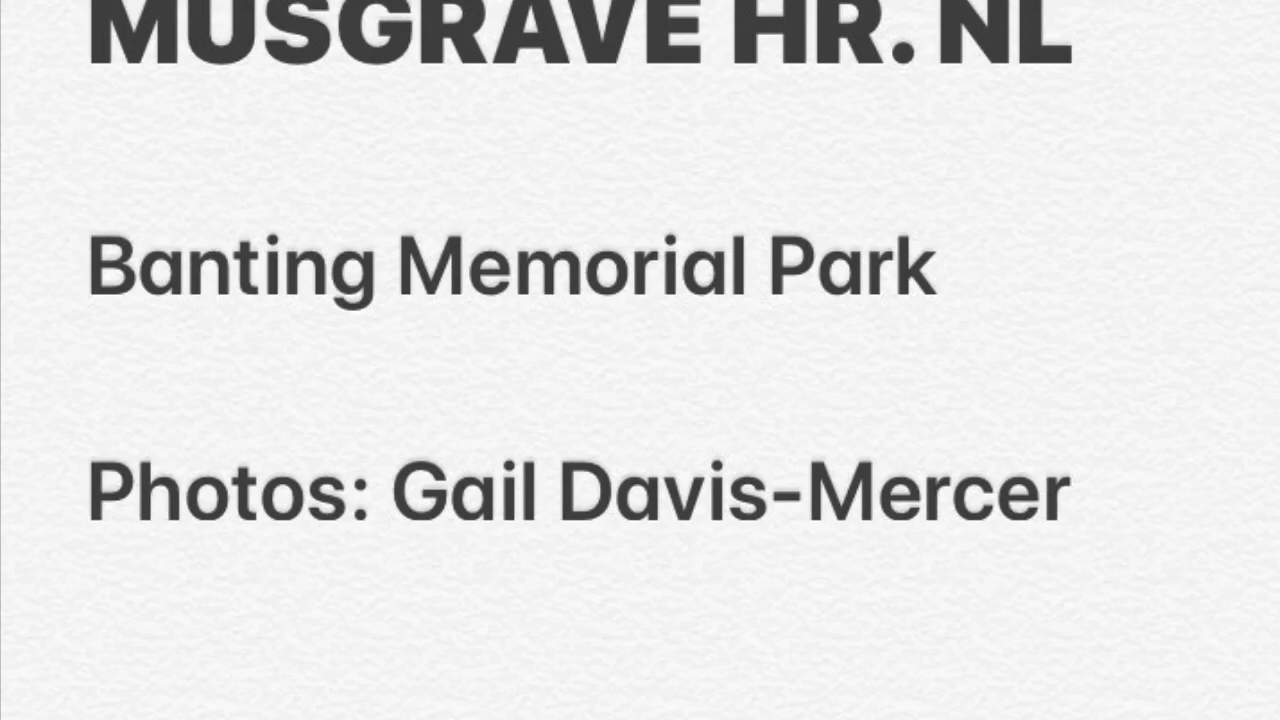 MUSGRAVE HR. NL
Banting Memorial Park
Photos: Gail Davis-Mercer